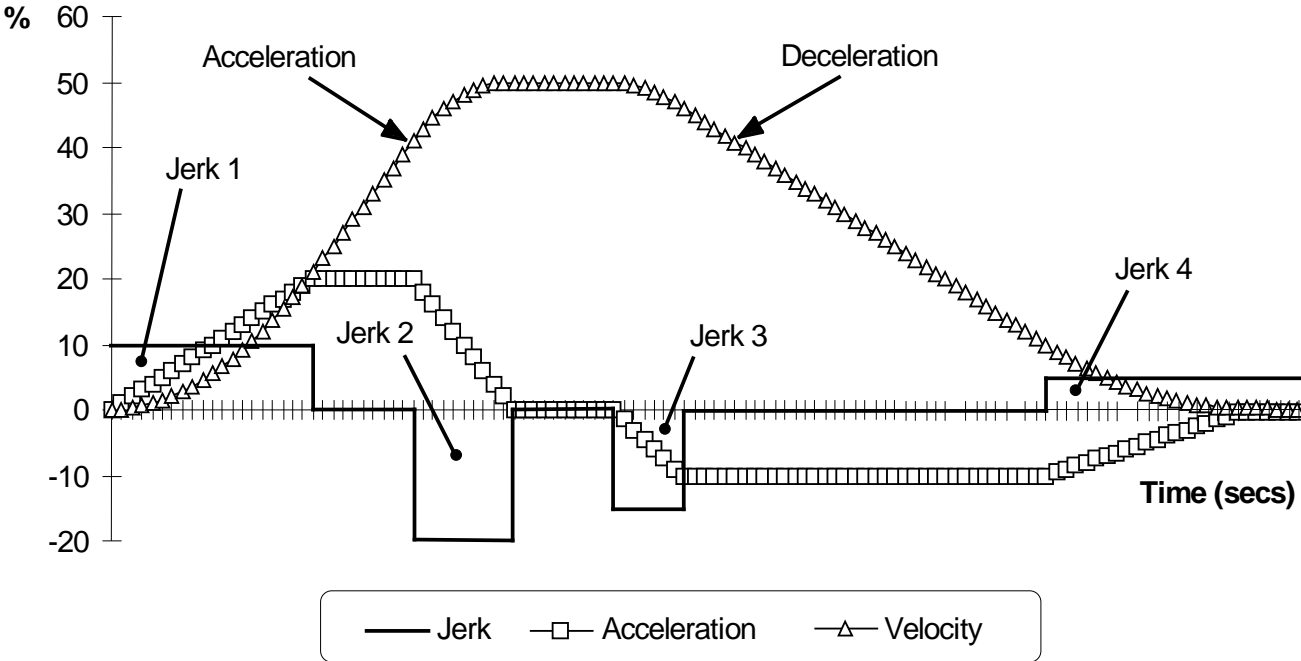 % 60
Acceleration
Deceleration
50
40
Jerk 1
30
20
Jerk 4
Jerk 2
Jerk 3
10
0
-10
Time (secs)
-20
Jerk Acceleration Velocity